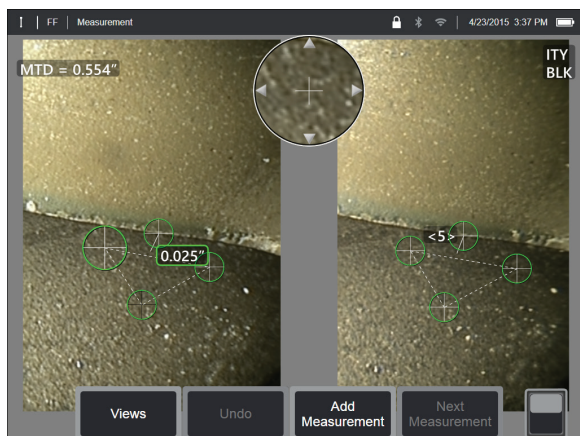 I FF Measurement 4/23/2015 3:37 PM
MTD = 0.554"
ITY
BLK
<5>
0.025"
Views
Undo
Add
Measurement
Next
Measurement